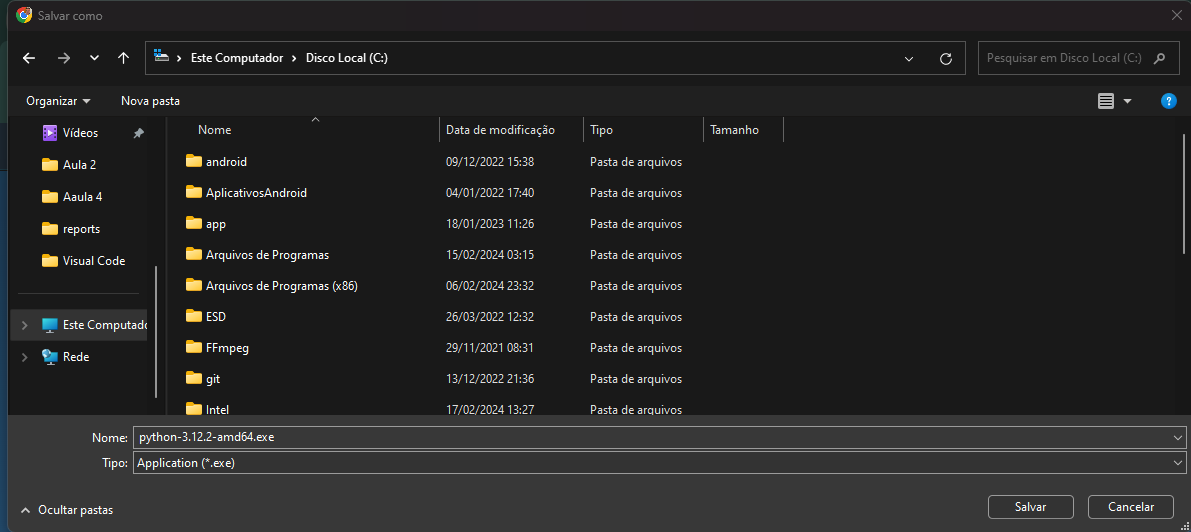 Salvar como
Este Computador > Disco Local (C:)
Pesquisar em Disco Local (C:)
Organizar
Nova pasta
?
Vídeos
Aula 2
Aaula 4
reports
Visual Code
Este Computado
Rede
Nome Data de modificação Tipo Tamanho
android 09/12/2022 15:38 Pasta de arquivos
AplicativosAndroid 04/01/2022 17:40 Pasta de arquivos
app 18/01/2023 11:26 Pasta de arquivos
Arquivos de Programas 15/02/2024 03:15 Pasta de arquivos
Arquivos de Programas (x86) 06/02/2024 23:32 Pasta de arquivos
ESD 26/03/2022 12:32 Pasta de arquivos
FFmpeg 29/11/2021 08:31 Pasta de arquivos
git 13/12/2022 21:36 Pasta de arquivos
Intel 17/02/2024 13:27 Pasta de arquivos
Nome: python-3.12.2-amd64.exe
Tipo: Application (*.exe)
Ocultar pastas
Salvar
Cancelar